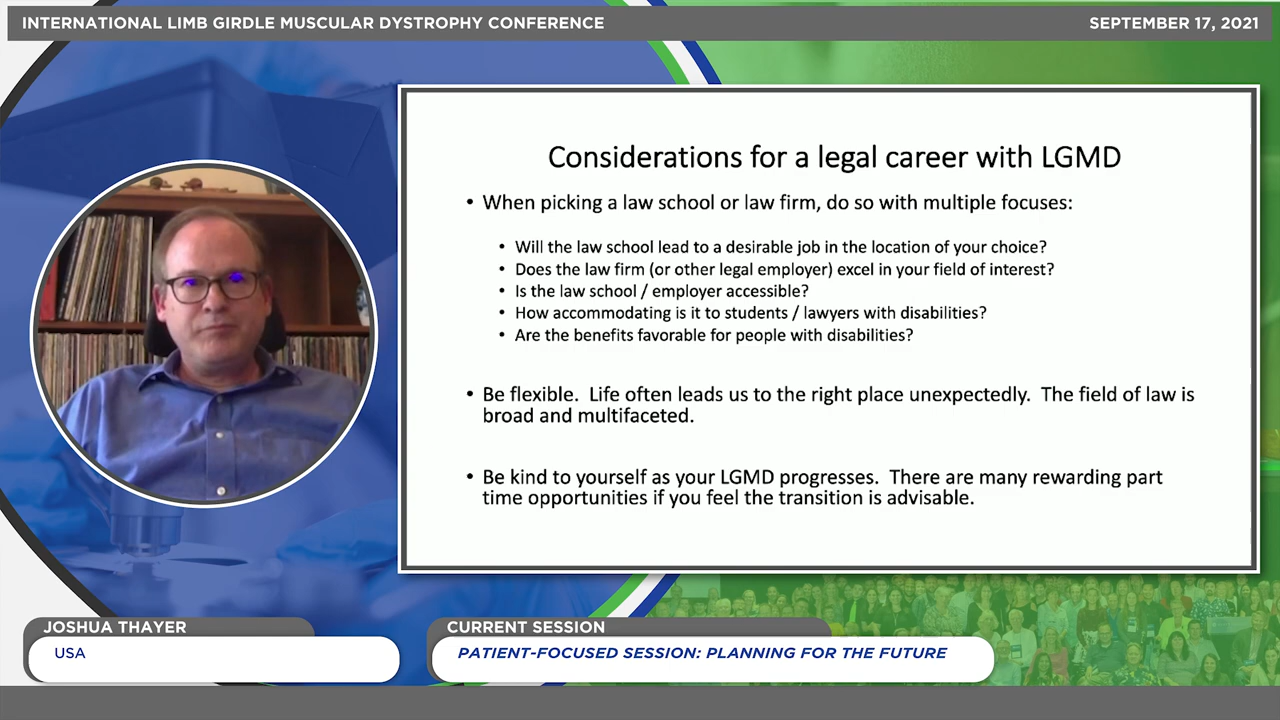 INTERNATIONAL LIMB GIRDLE MUSCULAR DYSTROPHY CONFERENCE
SEPTEMBER 17, 2021
Considerations for a legal career with LGMD
• When picking a law school or law firm, do so with multiple focuses:
• Will the law school lead to a desirable job in the location of your choice?
• Does the law firm (or other legal employer) excel in your field of interest?
• Is the law school / employer accessible?
• How accommodating is it to students / lawyers with disabilities?
• Are the benefits favorable for people with disabilities?
• Be flexible. Life often leads us to the right place unexpectedly. The field of law is
broad and multifaceted.
• Be kind to yourself as your LGMD progresses. There are many rewarding part
time opportunities if you feel the transition is advisable.
JOSHUA THAYER
USA
CURRENT SESSION
PATIENT-FOCUSED SESSION: PLANNING FOR THE FUTURE